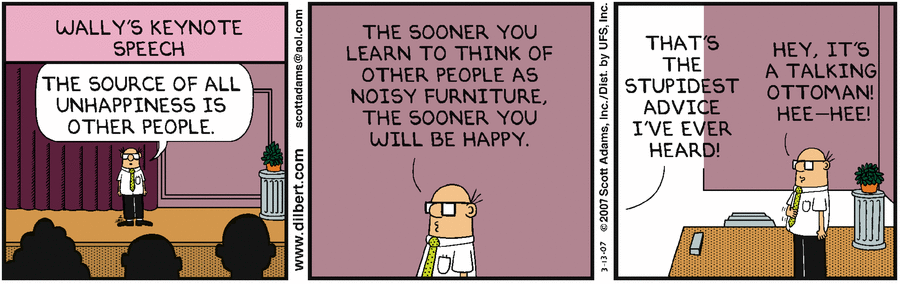 WALLY'S KEYNOTE
SPEECH
THE SOURCE OF ALL
UNHAPPINESS IS
OTHER PEOPLE.
www.dilbert.com
scottadams@aol.com
THE SOONER YOU
LEARN TO THINK OF
OTHER PEOPLE AS
NOISY FURNITURE,
THE SOONER YOU
WILL BE HAPPY.
3-13-07 ©2007 Scott Adams, Inc./Dist. by UFS, Inc.
THAT'S
THE
STUPIDEST
ADVICE
I'VE EVER
HEARD!
HEY, IT'S
A TALKING
OTTOMAN!
HEE-HEE!